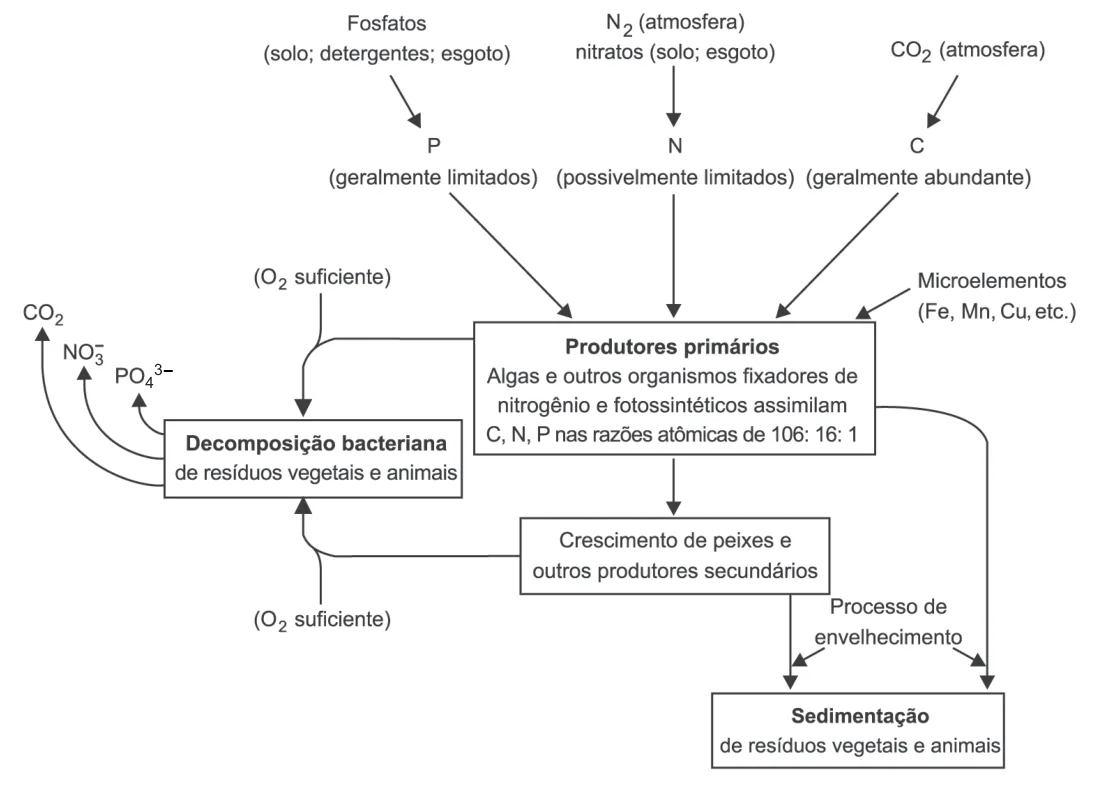 Fosfatos
(solo; detergentes; esgoto)
N2 (atmosfera)
nitratos (solo; esgoto)
CO2 (atmosfera)
P
(geralmente limitados)
N
(possivelmente limitados)
C
(geralmente abundante)
(O2 suficiente)
Microelementos
(Fe, Mn, Cu, etc.)
CO2
NO3−
PO4 3−
Produtores primários
Algas e outros organismos fixadores de
nitrogênio e fotossintéticos assimilam
C, N, P nas razões atômicas de 106: 16: 1
Decomposição bacteriana
de resíduos vegetais e animais
Crescimento de peixes e
outros produtores secundários
(O2 suficiente)
Processo de
envelhecimento
Sedimentação
de resíduos vegetais e animais